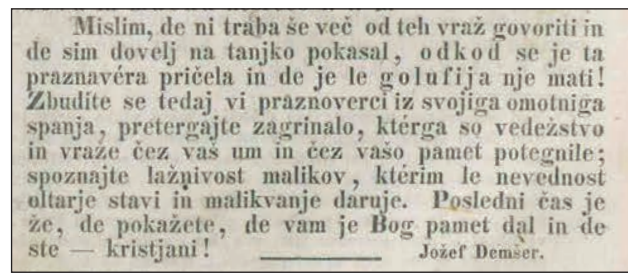 Mislim, de ni trăba še več od teh vraž govoriti in
de sim dovelj na tanjko pokasal, odkod se je ta
praznavéra pričela in de je le golufija nje mati!
Zbudite se tedaj vi praznoverci iz svojiga omotniga
spanja, pretergajte zagrinalo, ktérga so vedežstvo
in vraže čez vaš um in čez vašo pamet potegnile;
spoznajte lažnivost malikov, ktérim le nevednost
oltarje stavi in malikvanje daruje. Posledni čas je
že, de pokažete, de vam je Bog pamet dal in de
ste — kristjani!
Jožef Demšer.